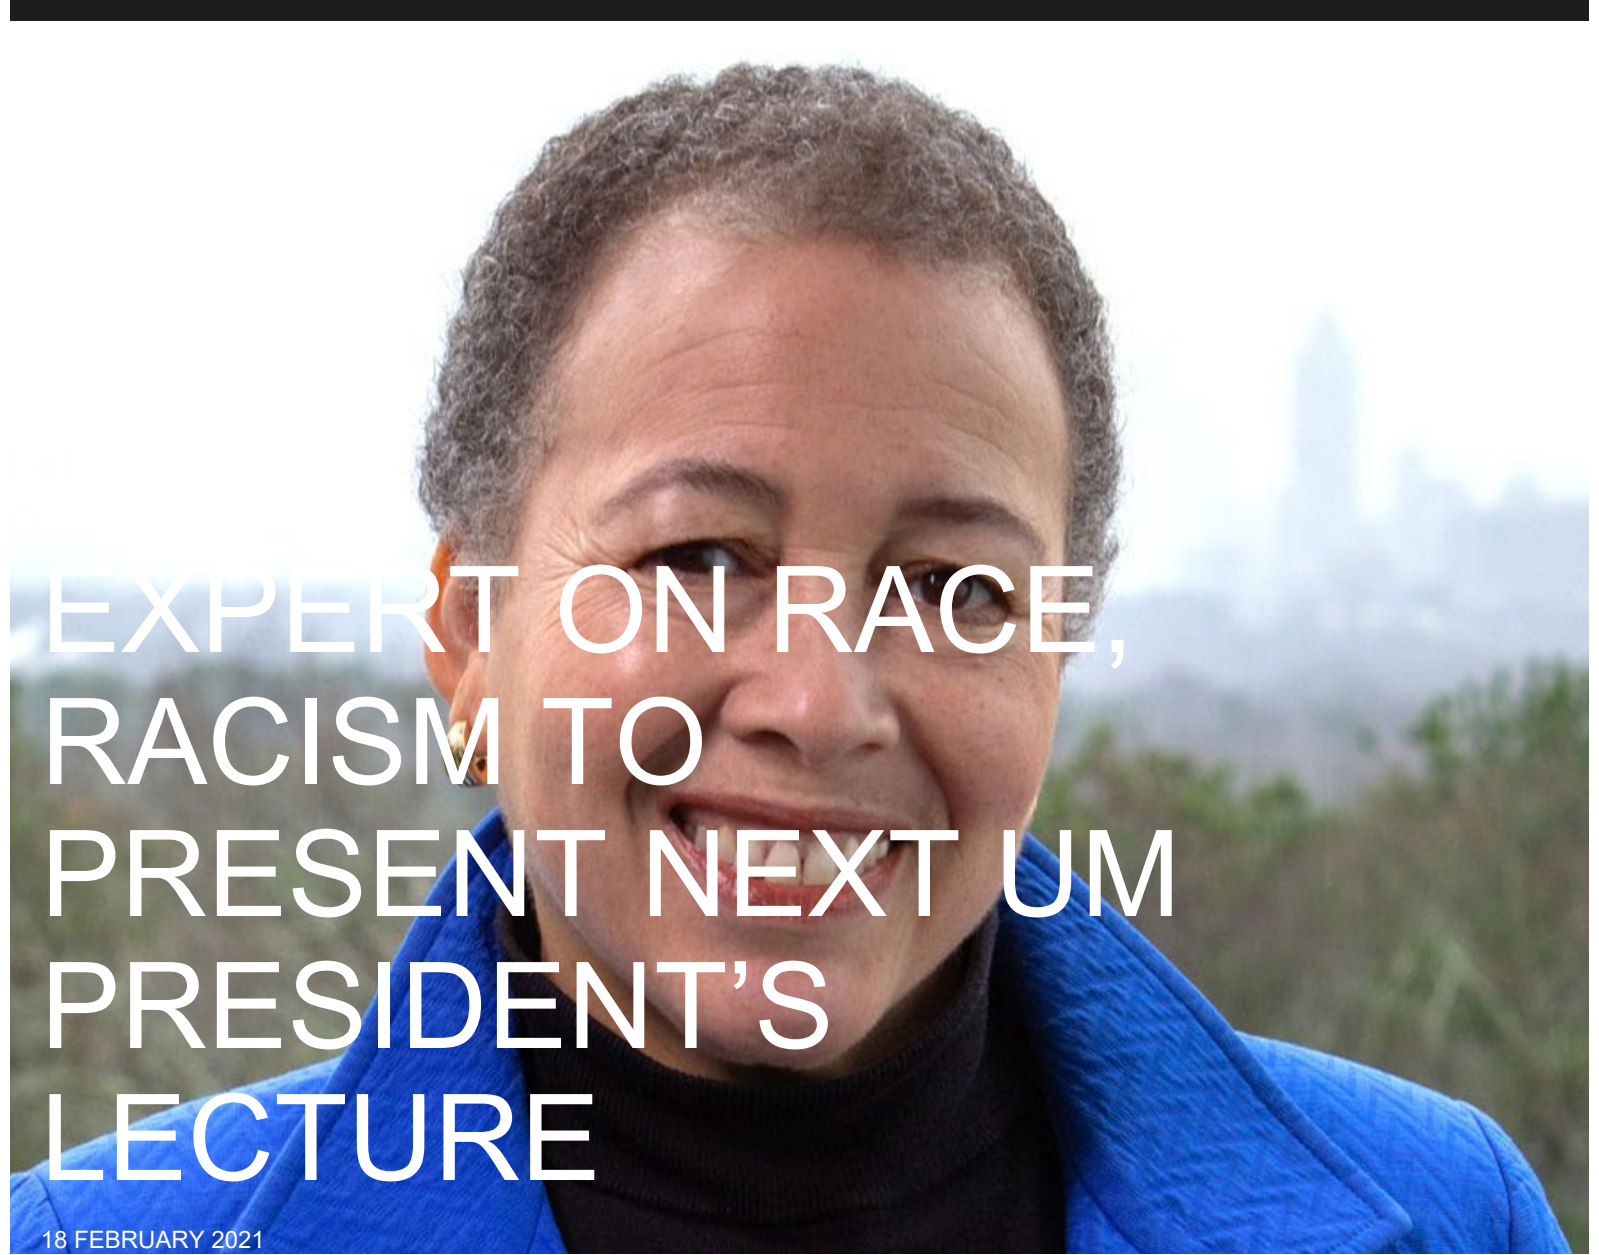 EXPERT ON RACE,
RACISM TO
PRESENT NEXT UM
PRESIDENT’S
LECTURE
18 FEBRUARY 2021